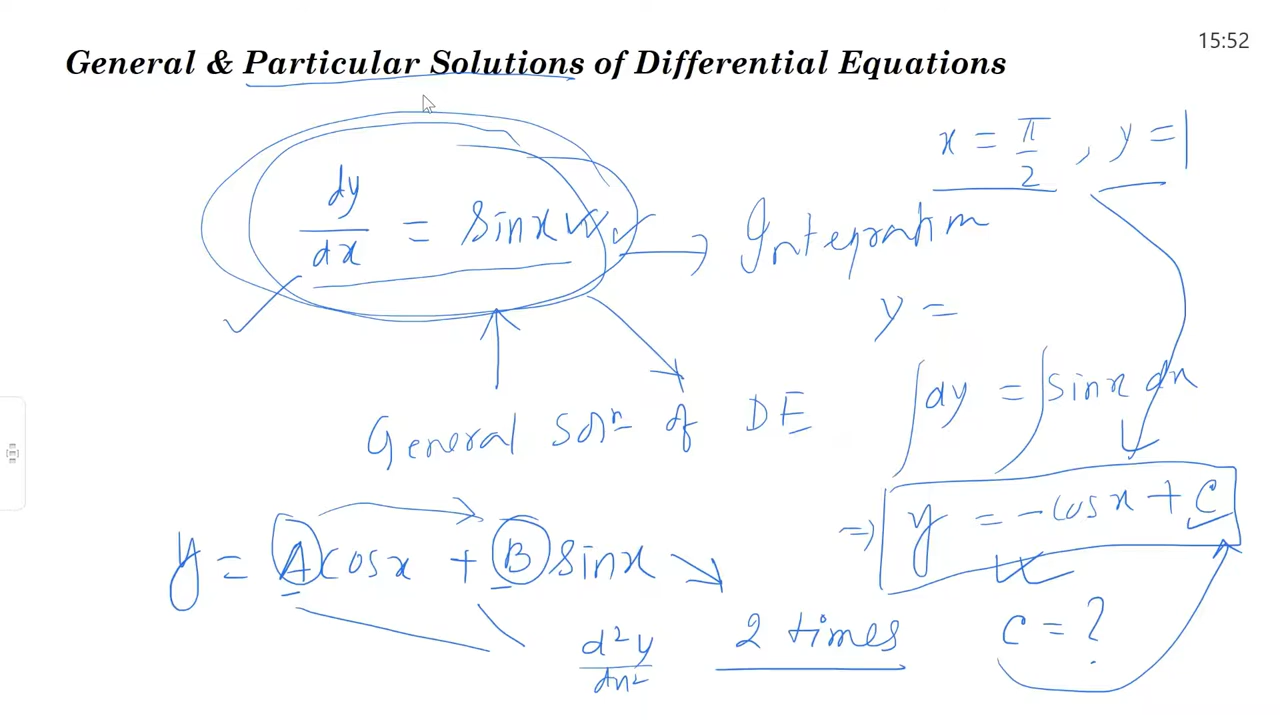 15:52
General & Particular Solutions of Differential Equations
x = π/2 , y = 1
dy/dx = sinx
Integration
y =
∫dy = ∫sinx dx
General Solⁿ of DE
⇒ y = -cosx + C
y = A cosx + B sinx
d²y/dx² 2 times
C = ?